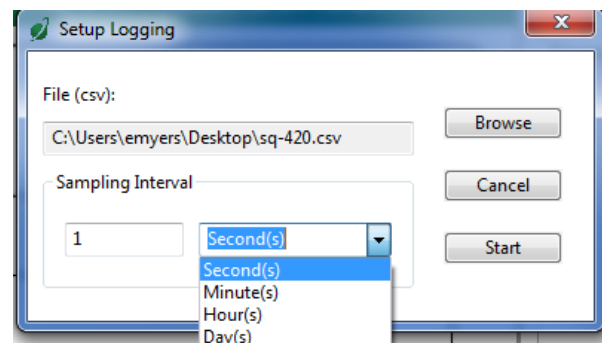 Setup Logging
File (csv):
C:\Users\emyers\Desktop\sq-420.csv
Browse
Sampling Interval
Cancel
1
Second(s)
Start
Second(s)
Minute(s)
Hour(s)
Day(s)